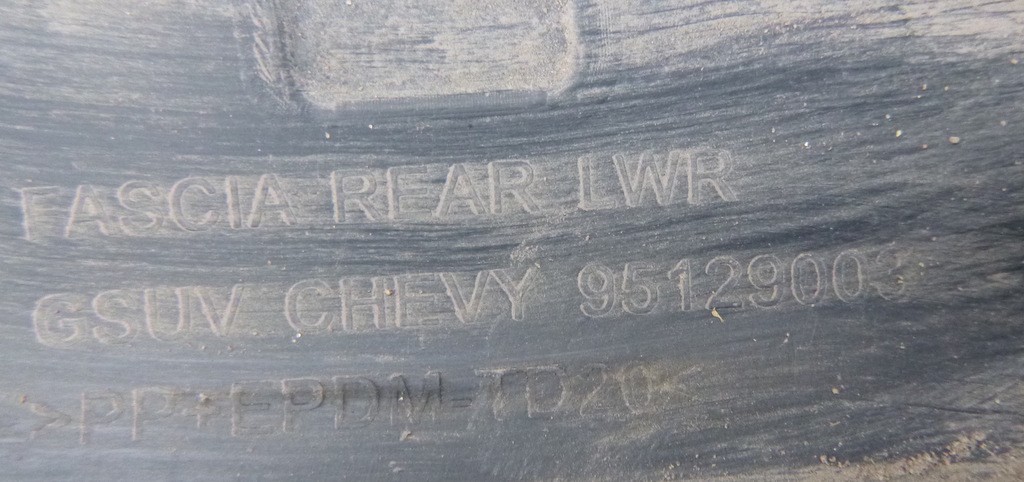 FASCIA REAR LWR
GSUV CHEVY 95129003
>PP+EPDM-TD20